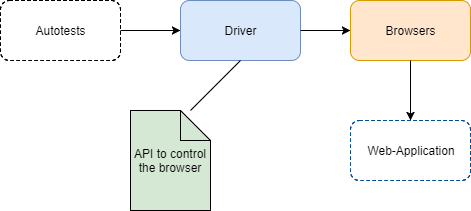 Autotests
Driver
Browsers
API to control
the browser
Web-Application